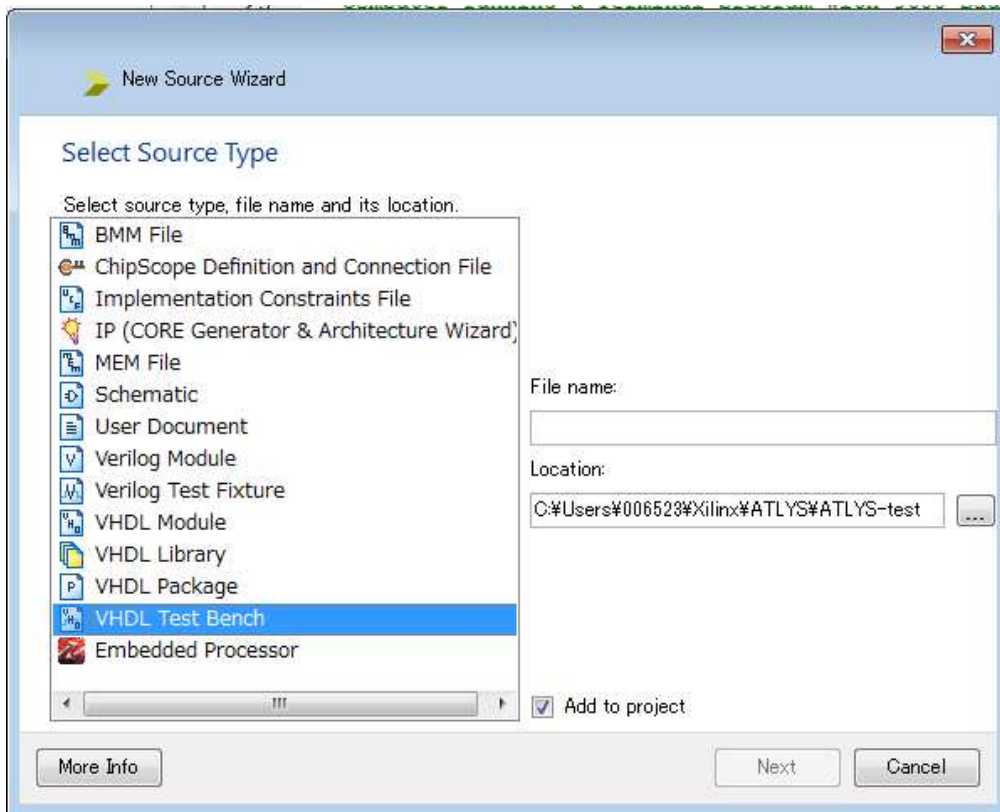 New Source Wizard
Select Source Type
Select source type, file name and its location.
BMM File
ChipScope Definition and Connection File
Implementation Constraints File
IP (CORE Generator & Architecture Wizard)
MEM File
Schematic
User Document
Verilog Module
Verilog Test Fixture
VHDL Module
VHDL Library
VHDL Package
VHDL Test Bench
Embedded Processor
File name:
Location:
C:¥Users¥006523¥Xilinx¥ATLYS¥ATLYS-test
...
Add to project
More Info
Next
Cancel